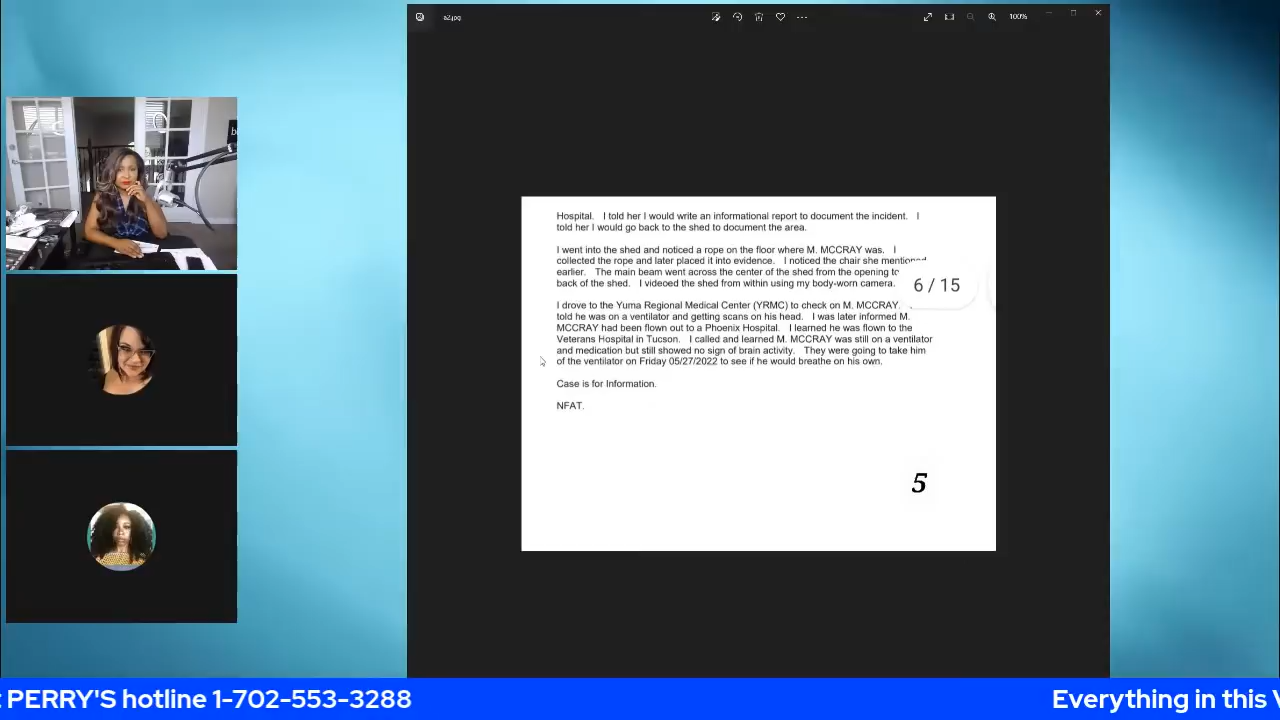 a2.jpg
100%
Hospital. I told her I would write an informational report to document the incident. I
told her I would go back to the shed to document the area.
I went into the shed and noticed a rope on the floor where M. MCCRAY was. I
collected the rope and later placed it into evidence. I noticed the chair she mentioned
earlier. The main beam went across the center of the shed from the opening to
back of the shed. I videoed the shed from within using my body-worn camera.
6 / 15
I drove to the Yuma Regional Medical Center (YRMC) to check on M. MCCRAY.
told he was on a ventilator and getting scans on his head. I was later informed M.
MCCRAY had been flown out to a Phoenix Hospital. I learned he was flown to the
Veterans Hospital in Tucson. I called and learned M. MCCRAY was still on a ventilator
and medication but still showed no sign of brain activity. They were going to take him
of the ventilator on Friday 05/27/2022 to see if he would breathe on his own.
Case is for Information.
NFAT.
5
: PERRY'S hotline 1-702-553-3288
Everything in this V